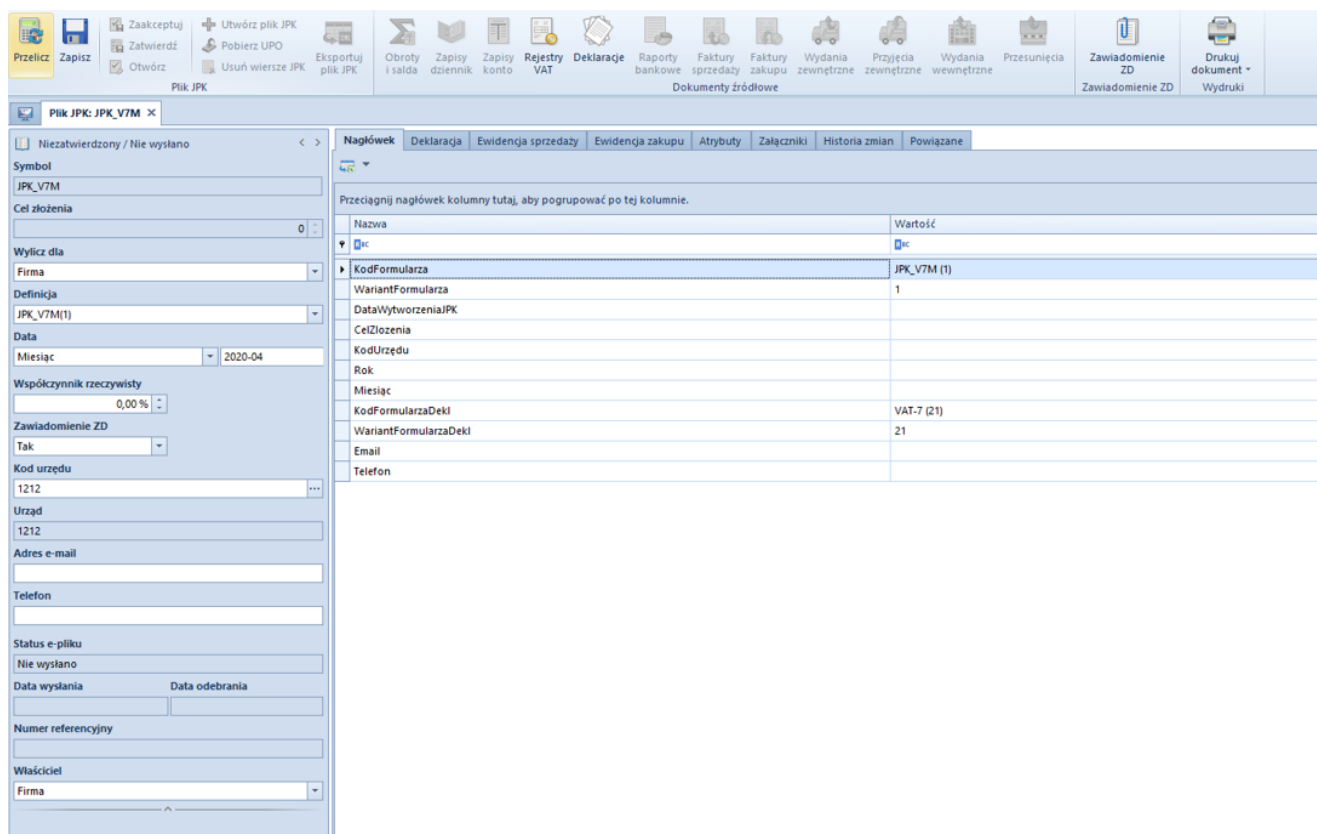 Przelicz
Zapisz
Zaakceptuj
Zatwierdź
Otwórz
Utwórz plik JPK
Pobierz UPO
Usuń wiersze JPK
Eksportuj
plik JPK
Obroty
i salda
Zapisy
dziennik
Zapisy
konto
Rejestry
VAT
Deklaracje
Raporty
bankowe
Faktury
sprzedaży
Faktury
zakupu
Wydania
zewnętrzne
Przyjęcia
zewnętrzne
Wydania
wewnętrzne
Przesunięcia
Zawiadomienie
ZD
Drukuj
dokument
Plik JPK
Dokumenty źródłowe
Zawiadomienie ZD
Wydruki
Plik JPK: JPK_V7M
Niezatwierdzony / Nie wysłano
Symbol
JPK_V7M
Cel złożenia
0
Wylicz dla
Firma
Definicja
JPK_V7M(1)
Data
Miesiąc 2020-04
Współczynnik rzeczywisty
0,00 %
Zawiadomienie ZD
Tak
Kod urzędu
1212
Urząd
1212
Adres e-mail
Telefon
Status e-pliku
Nie wysłano
Data wysłania Data odebrania
Numer referencyjny
Właściciel
Firma
Nagłówek Deklaracja Ewidencja sprzedaży Ewidencja zakupu Atrybuty Załączniki Historia zmian Powiązane
Przeciągnij nagłówek kolumny tutaj, aby pogrupować po tej kolumnie.
Nazwa Wartość
KodFormularza JPK_V7M (1)
WariantFormularza 1
DataWytworzeniaJPK
CelZlozenia
KodUrzędu
Rok
Miesiąc
KodFormularzaDekl VAT-7 (21)
WariantFormularzaDekl 21
Email
Telefon